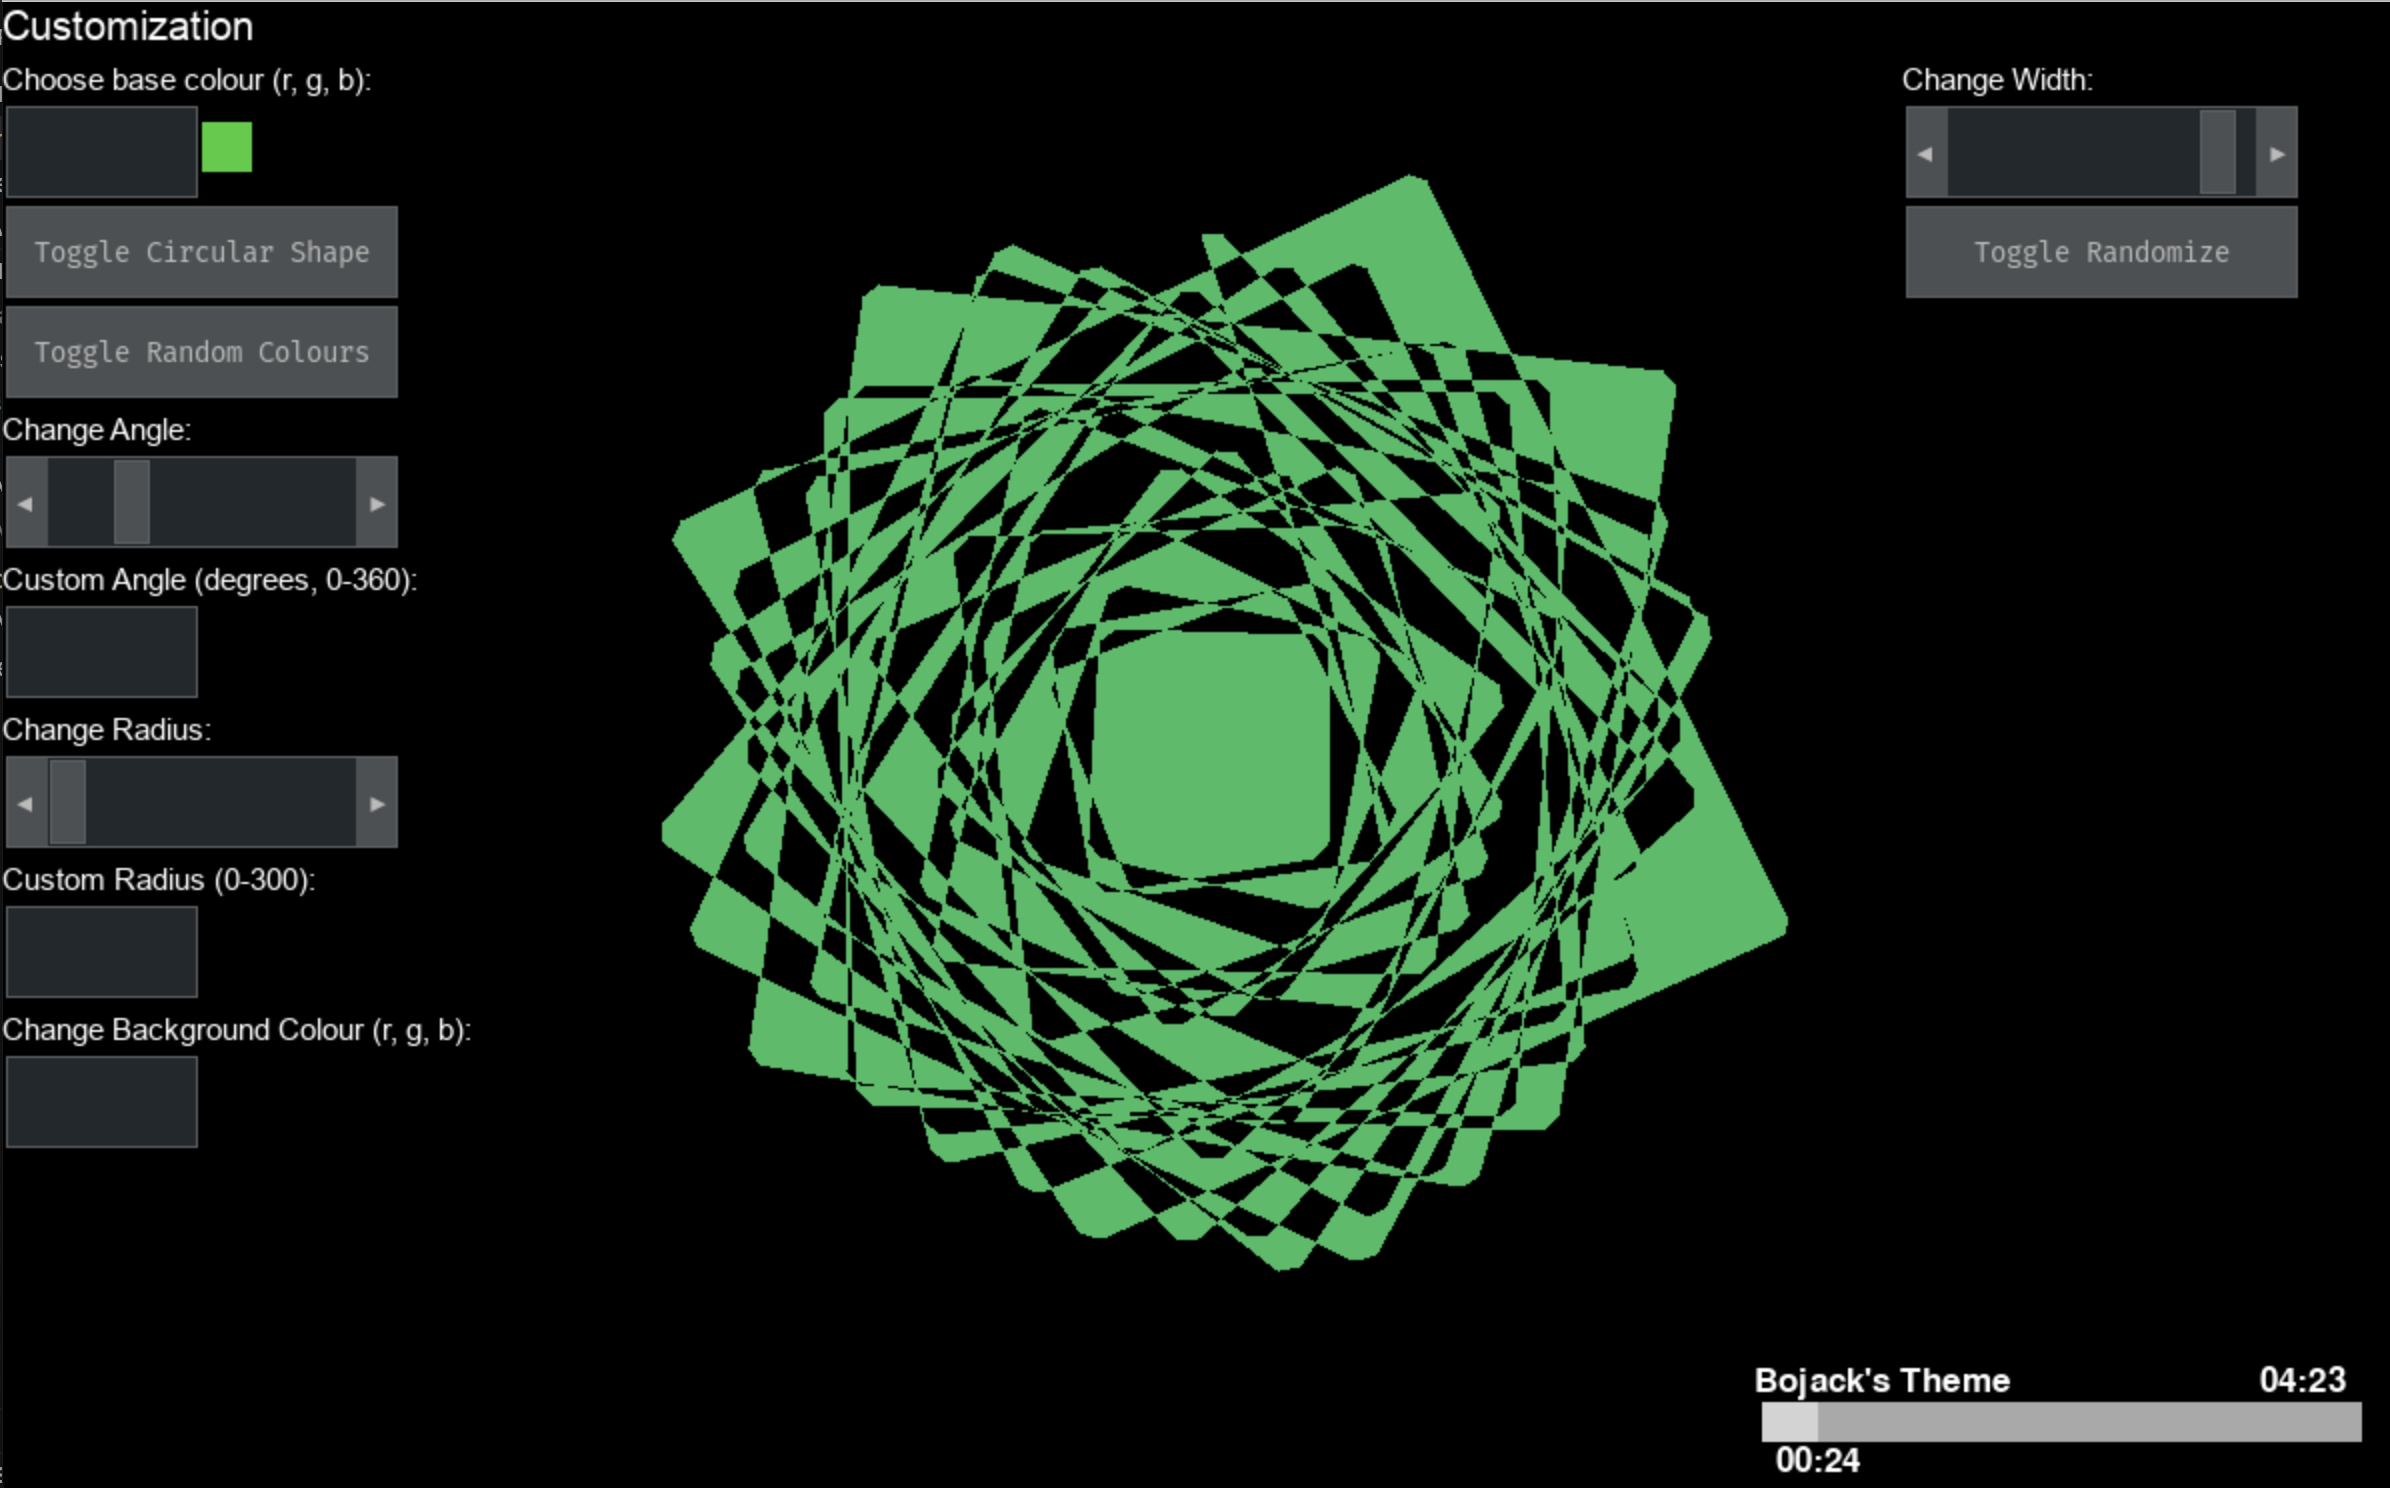 Customization
Choose base colour (r, g, b):
Toggle Circular Shape
Toggle Random Colours
Change Angle:
Custom Angle (degrees, 0-360):
Change Radius:
Custom Radius (0-300):
Change Background Colour (r, g, b):
Change Width:
Toggle Randomize
Bojack's Theme 04:23
00:24